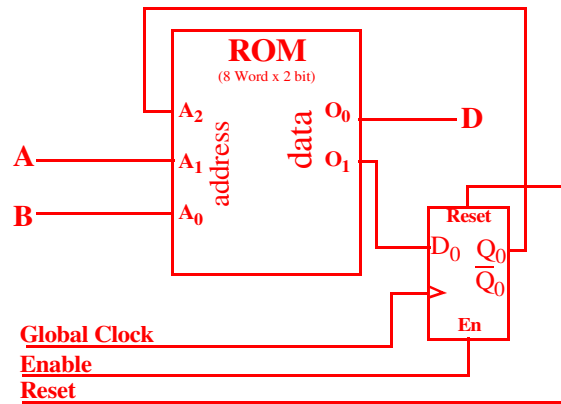 ROM
(8 Word x 2 bit)
A2
A1
A0
address
data
O0
O1
A
B
D
Reset
D0
Q0
Q0
En
Global Clock
Enable
Reset